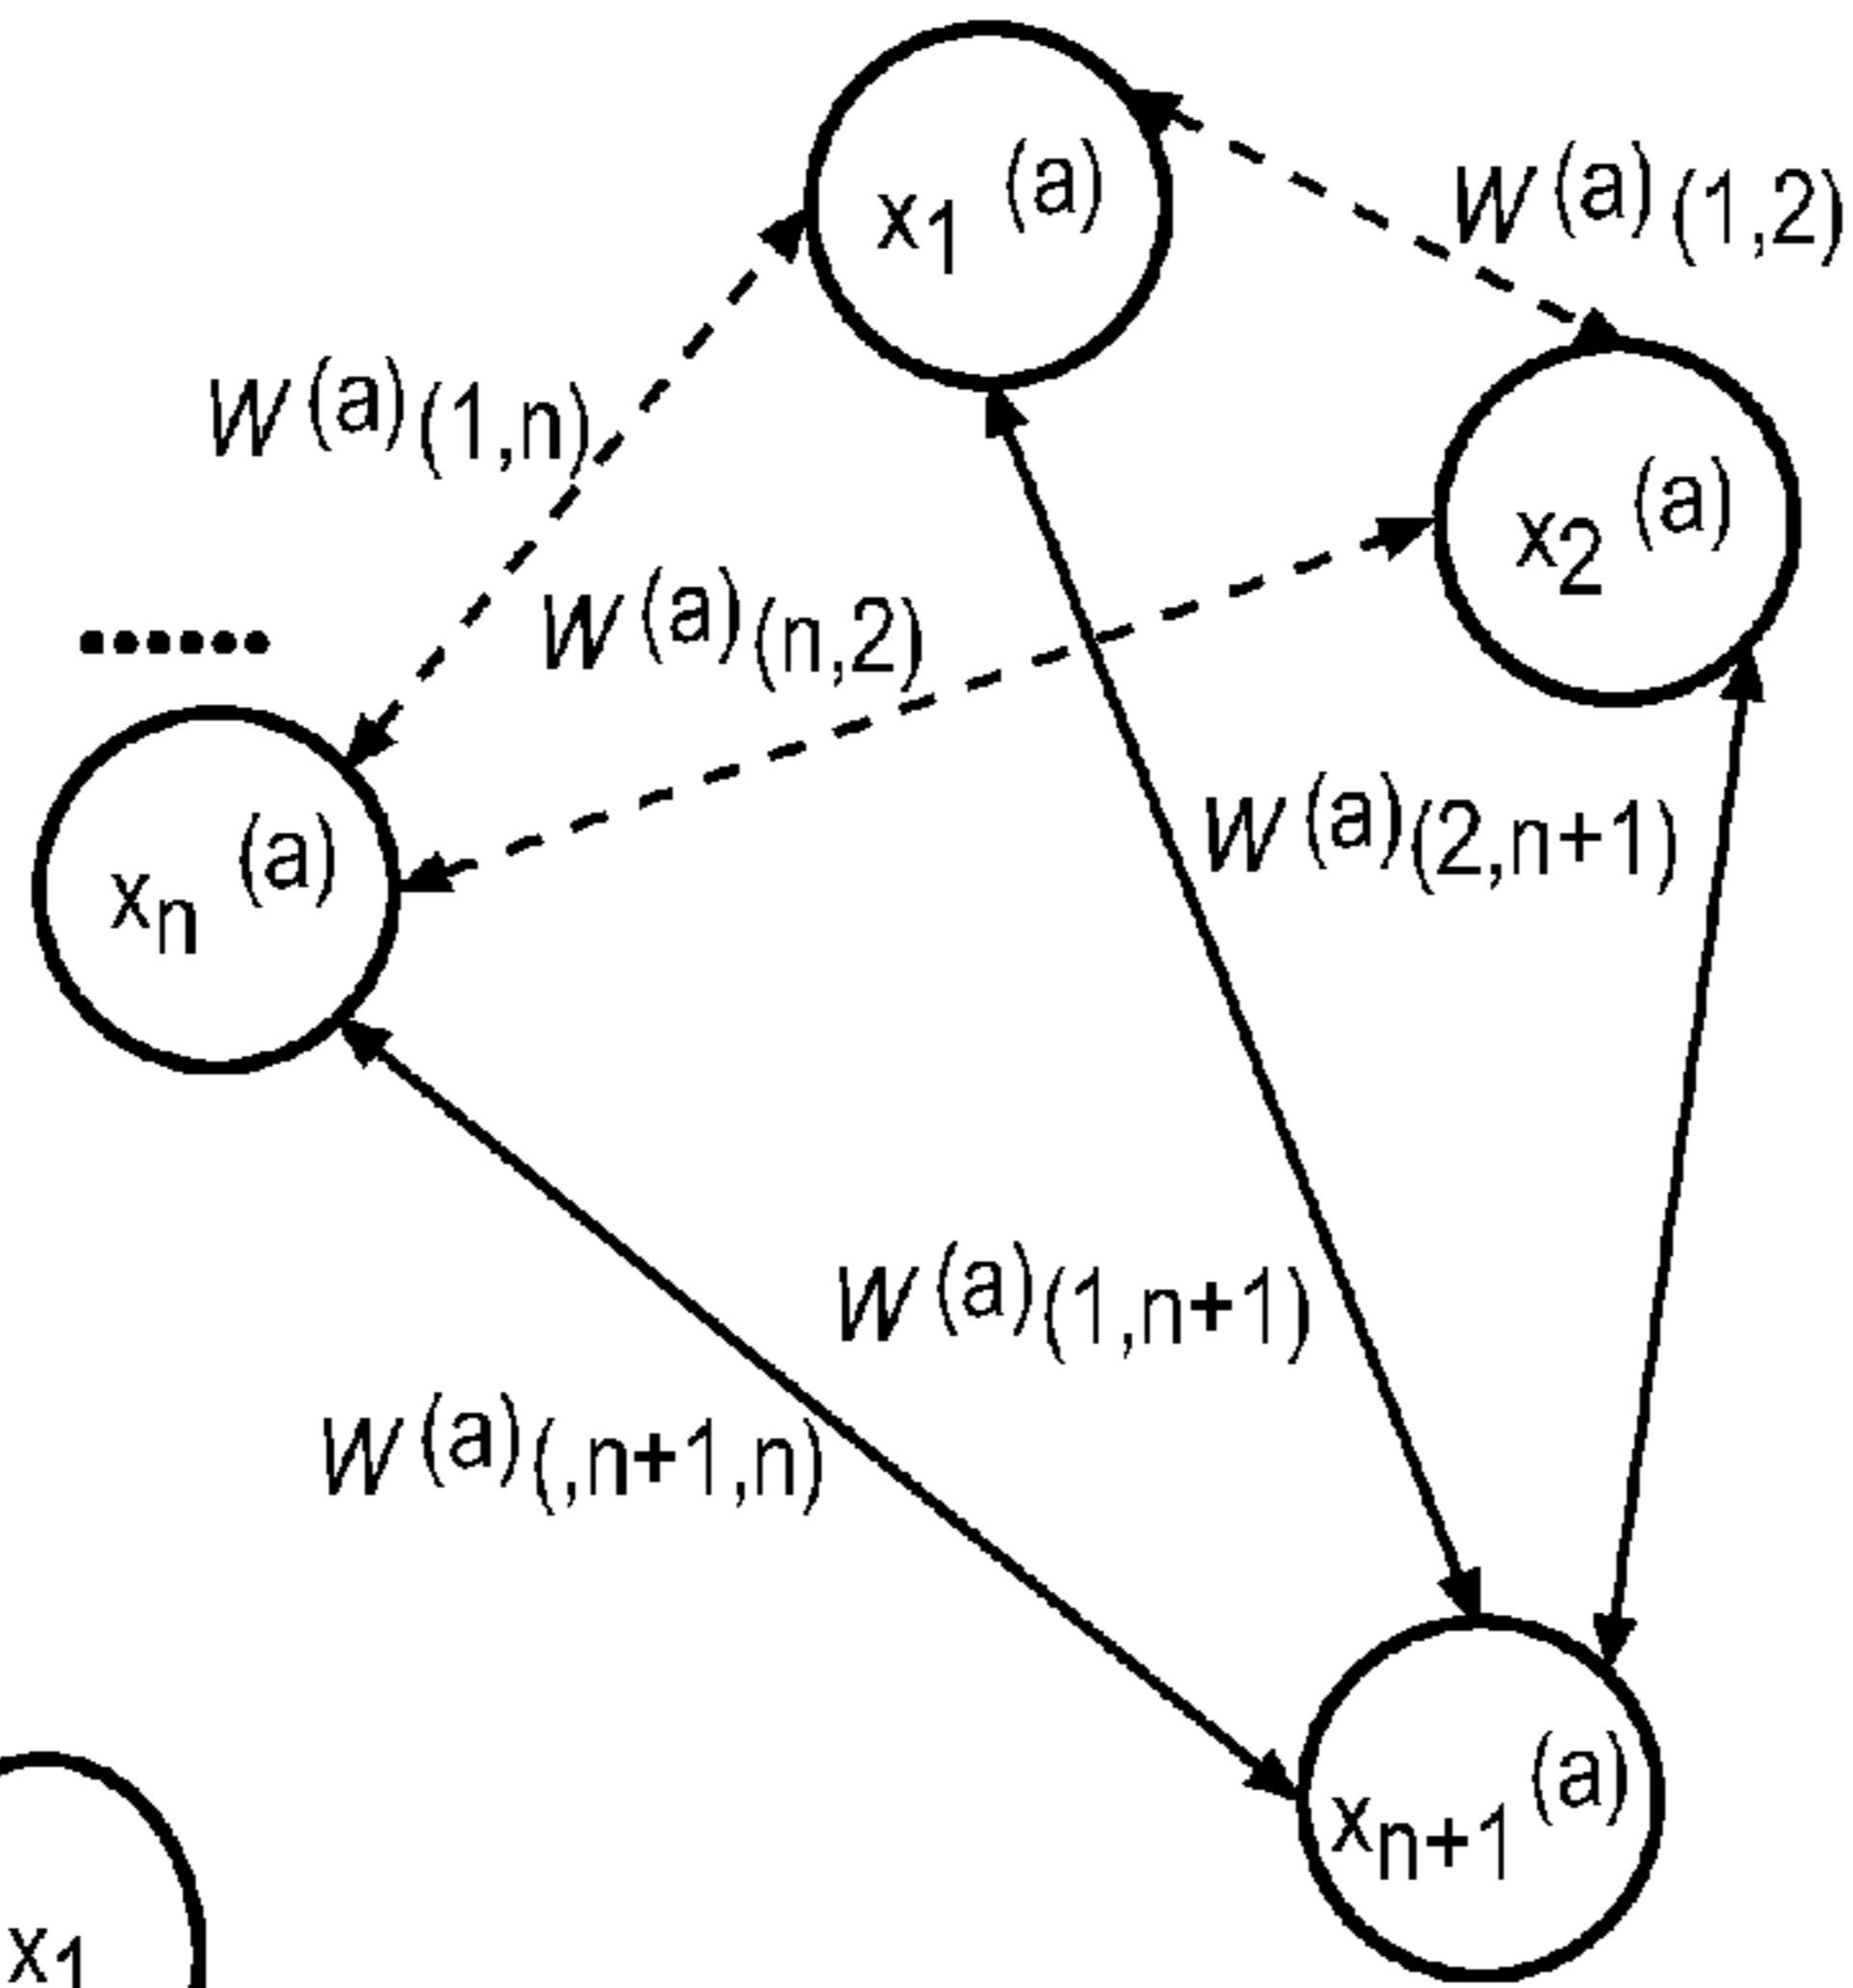 x1 (a)
W(a)(1,2)
W(a)(1,n)
x2 (a)
W(a)(n,2)
••••••
W(a)(2,n+1)
xn (a)
W(a)(1,n+1)
W(a)(,n+1,n)
xn+1 (a)
x1